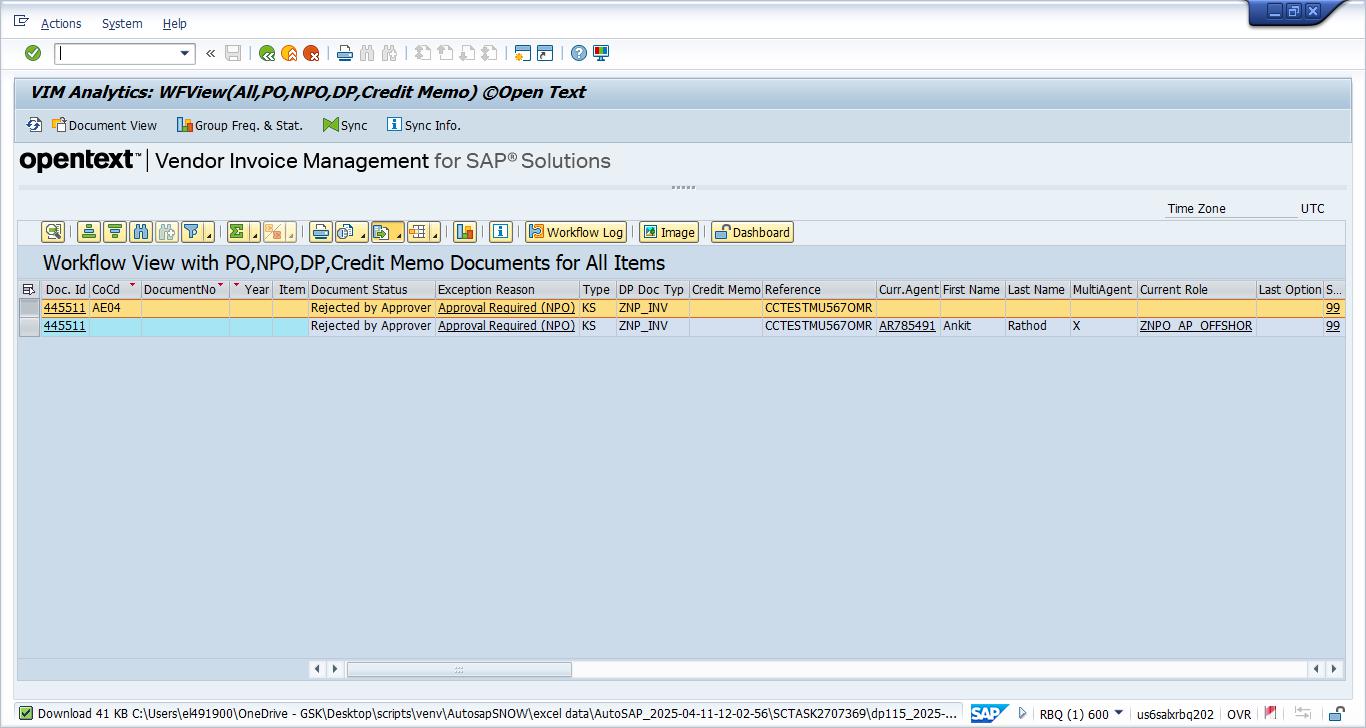 Actions System Help
VIM Analytics: WFView(All,PO,NPO,DP,Credit Memo) ©Open Text
Document View Group Freq. & Stat. Sync Sync Info.
opentext™ | Vendor Invoice Management for SAP® Solutions
Time Zone UTC
Workflow Log Image Dashboard
Workflow View with PO,NPO,DP,Credit Memo Documents for All Items
Doc. Id CoCd DocumentNo Year Item Document Status Exception Reason Type DP Doc Typ Credit Memo Reference Curr.Agent First Name Last Name MultiAgent Current Role Last Option S...
445511 AE04 Rejected by Approver Approval Required (NPO) KS ZNP_INV CCTESTMU567OMR 99
445511 Rejected by Approver Approval Required (NPO) KS ZNP_INV CCTESTMU567OMR AR785491 Ankit Rathod X ZNPO_AP_OFFSHOR 99
Download 41 KB C:\Users\el491900\OneDrive - GSK\Desktop\scripts\venv\AutosapSNOW\excel data\AutoSAP_2025-04-11-12-02-56\SCTASK2707369\dp115_2025-... SAP RBQ (1) 600 us6salxrbq202 OVR